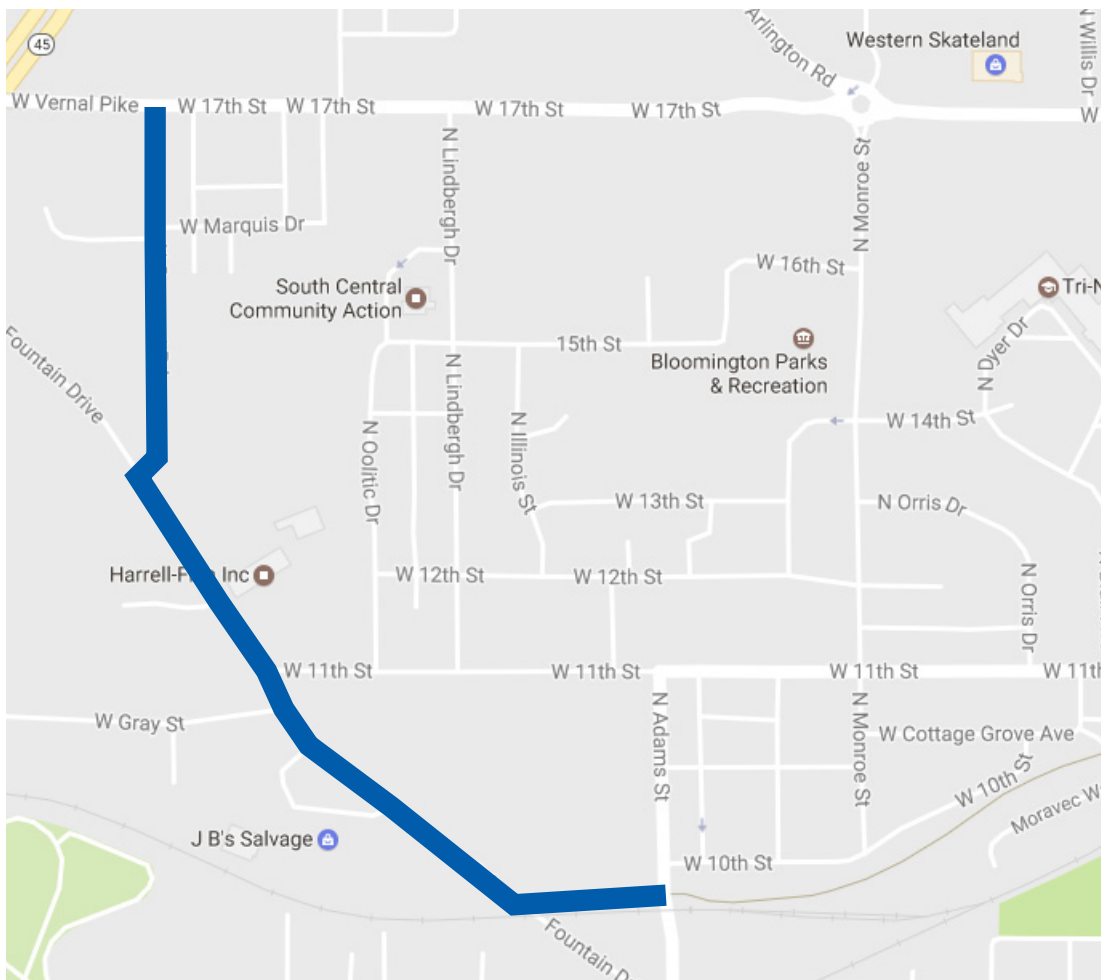 45
Arlington Rd
Western Skateland
N Willis Dr
W Vernal Pike
W 17th St
W 17th St
W 17th St
W 17th St
W
N Lindbergh Dr
N Monroe St
W Marquis Dr
W 16th St
South Central
Community Action
Tri-N
Fountain Drive
15th St
Bloomington Parks
& Recreation
N Dyer Dr
N Lindbergh Dr
N Illinois St
W 14th St
N Oolitic Dr
W 13th St
N Orris Dr
Harrell-F
Inc
W 12th St
W 12th St
N Orris Dr
W 11th St
W 11th St
W 11th St
W 11th
W Gray St
N Adams St
N Monroe St
W Cottage Grove Ave
W 10th St
Moravec W
J B's Salvage
W 10th St
Fountain D